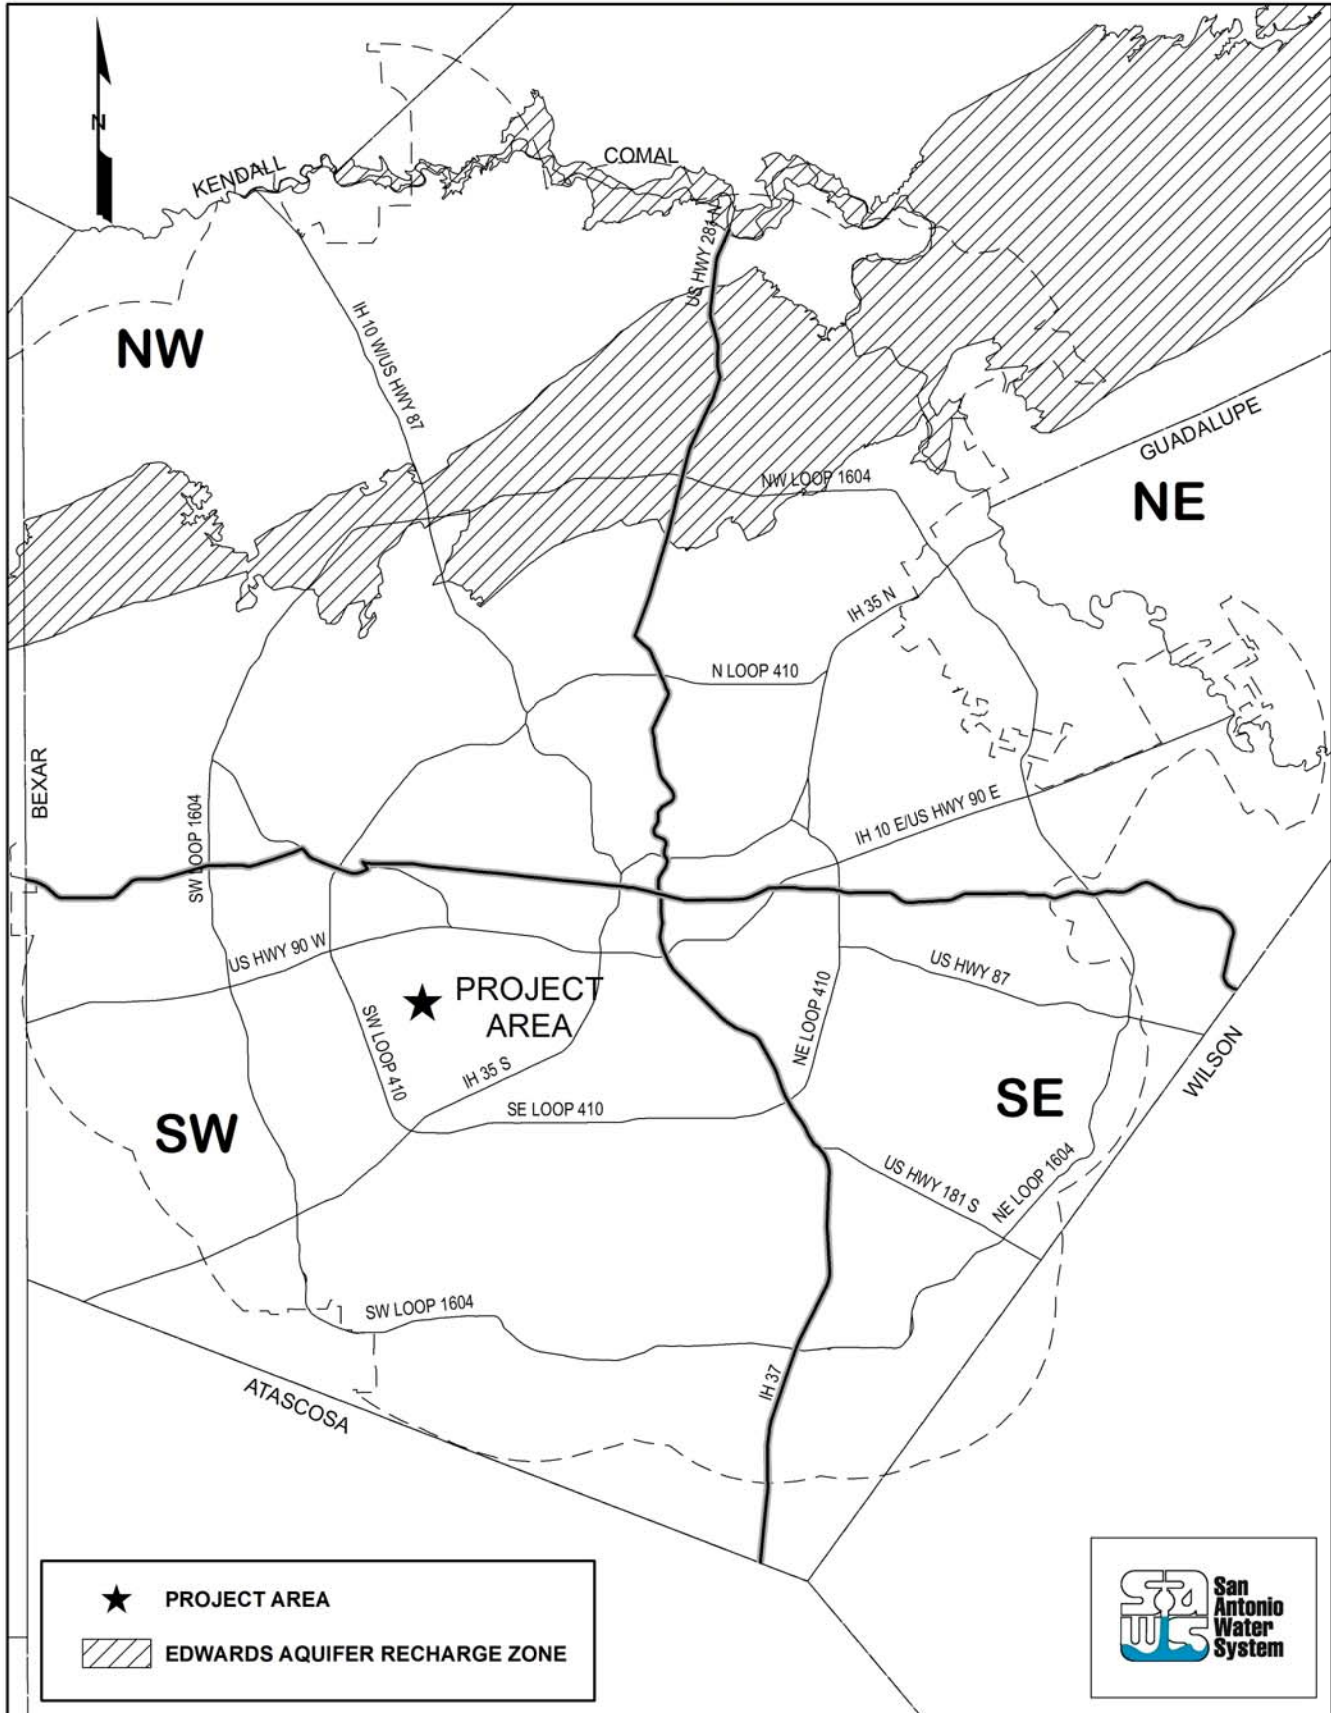 N
KENDALL
COMAL
US HWY 281 N
NW
IH 10 W/US HWY 87
GUADALUPE
NW LOOP 1604
NE
IH 35 N
N LOOP 410
BEXAR
SW LOOP 1604
IH 10 E/US HWY 90 E
US HWY 90 W
US HWY 87
PROJECT
AREA
SW LOOP 410
NE LOOP 410
IH 35 S
SE LOOP 410
WILSON
SW
SE
US HWY 181 S
NE LOOP 1604
SW LOOP 1604
IH 37
ATASCOSA
PROJECT AREA
EDWARDS AQUIFER RECHARGE ZONE
saws
San
Antonio
Water
System